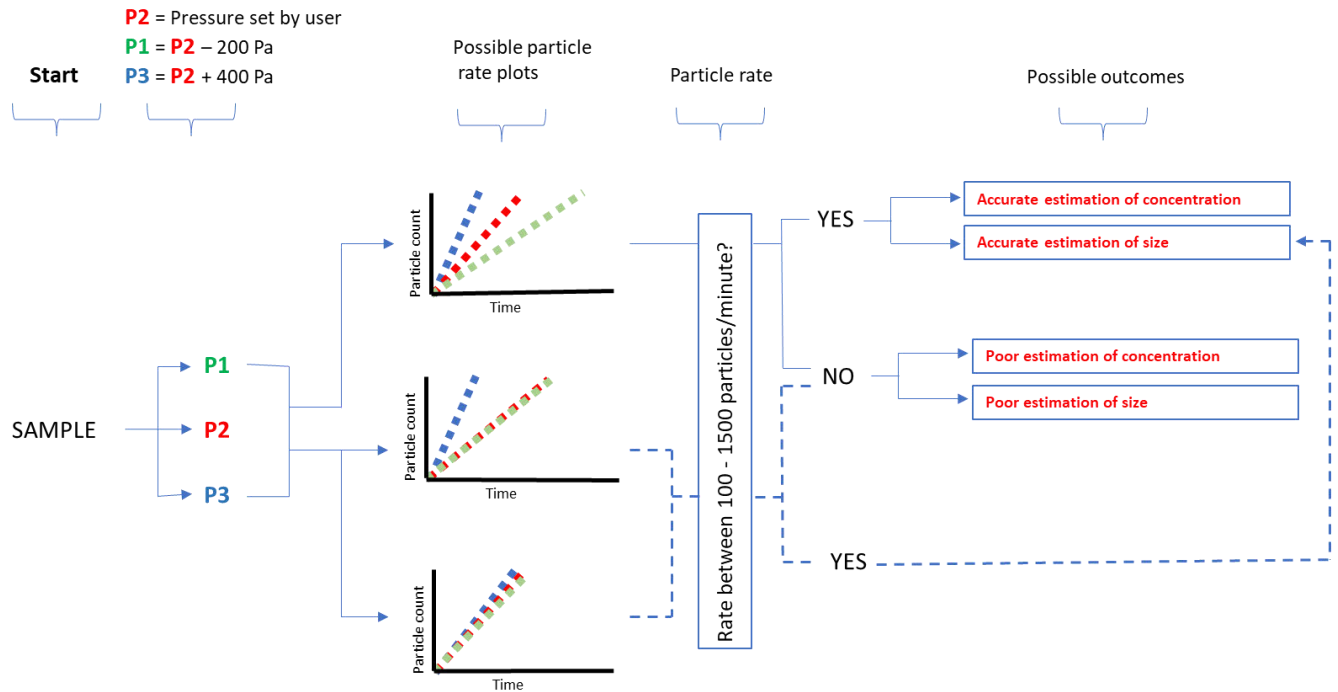 P2 = Pressure set by user
P1 = P2 – 200 Pa
P3 = P2 + 400 Pa
Start
Possible particle
rate plots
Particle rate
Possible outcomes
Particle count
Time
Particle count
Time
Particle count
Time
SAMPLE
P1
P2
P3
Rate between 100 - 1500 particles/minute?
YES
Accurate estimation of concentration
Accurate estimation of size
NO
Poor estimation of concentration
Poor estimation of size
YES